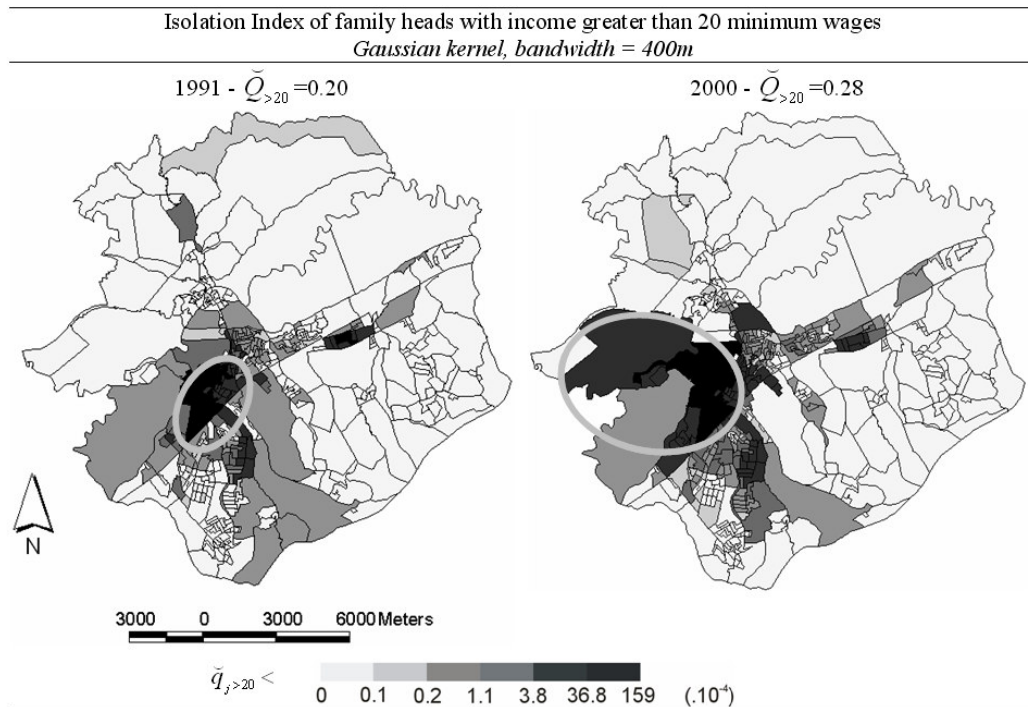 Isolation Index of family heads with income greater than 20 minimum wages
Gaussian kernel, bandwidth = 400m
1991 - Q̆>20 =0.20
2000 - Q̆>20 =0.28
N
3000 0 3000 6000 Meters
q̆j>20 <
0 0.1 0.2 1.1 3.8 36.8 159 (.10⁻⁴)